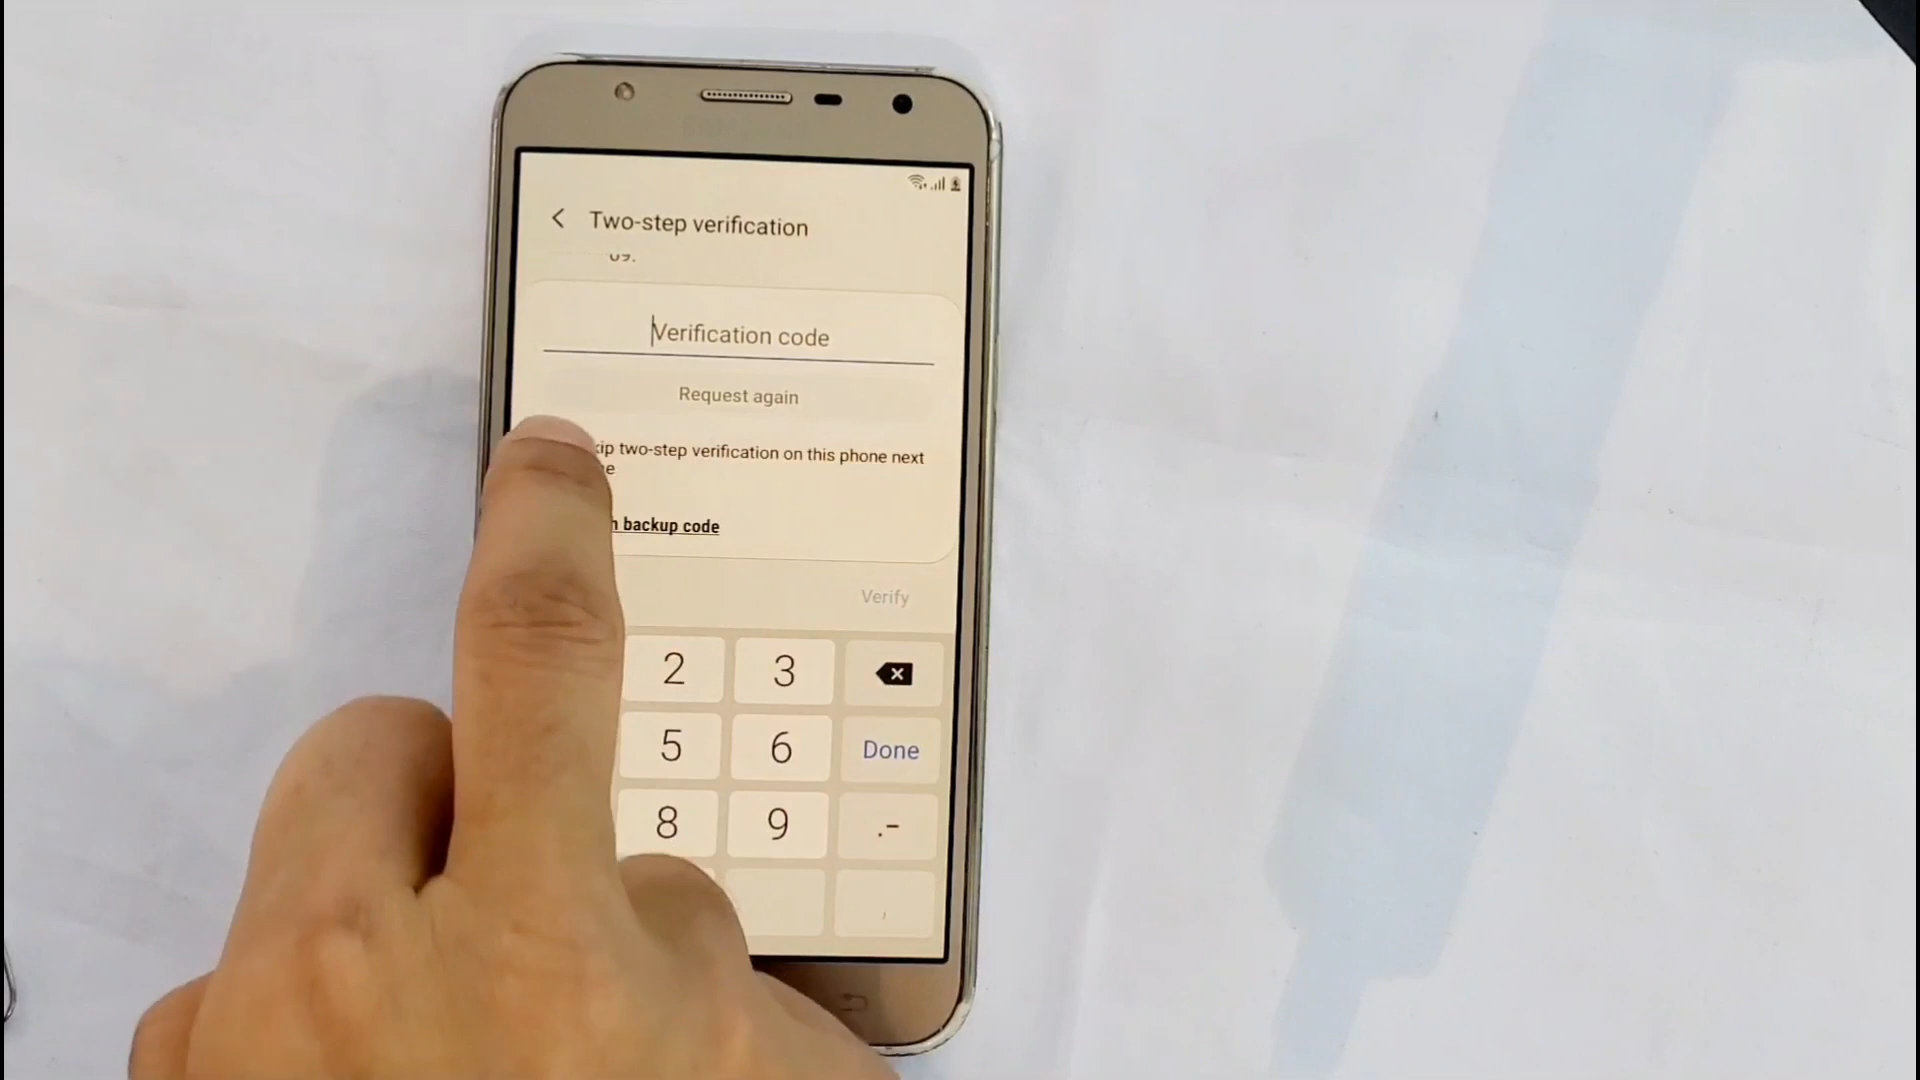 Two-step verification
09.
Verification code
Request again
two-step verification on this phone next
backup code
Verify
2 3
5 6 Done
8 9 .-
,